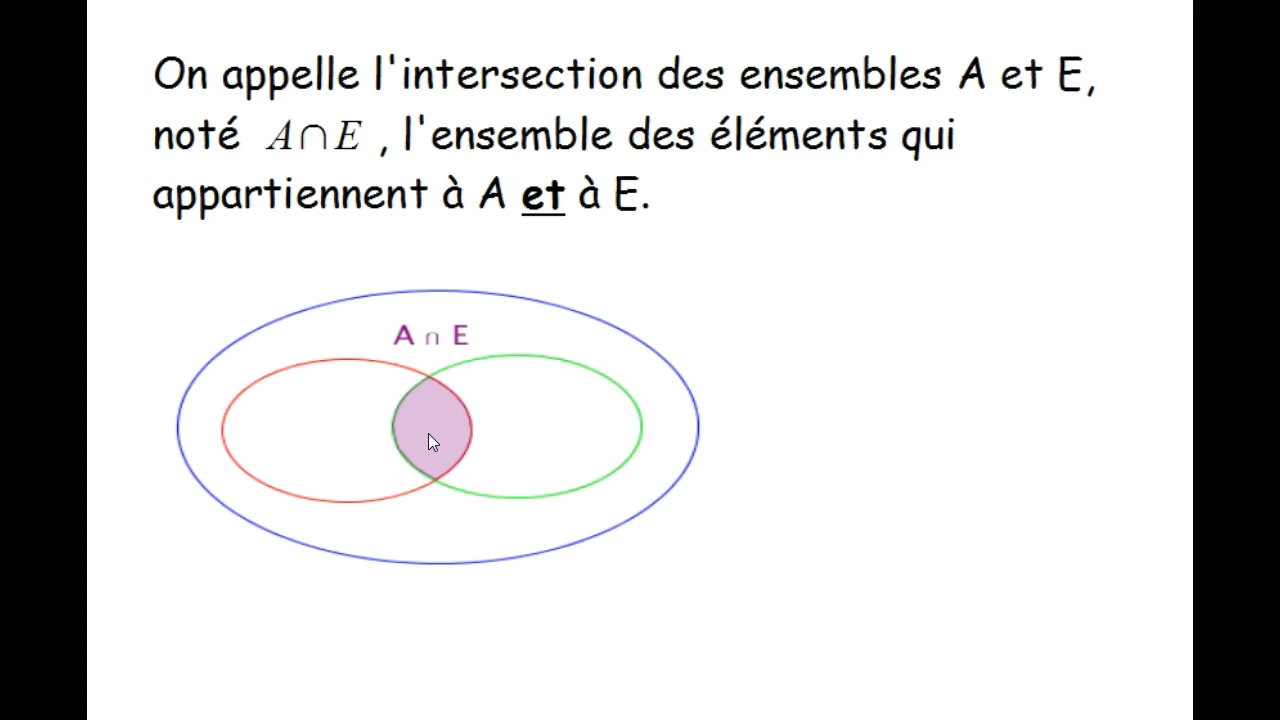 On appelle l'intersection des ensembles A et E,
noté A∩E , l'ensemble des éléments qui
appartiennent à A et à E.
A ∩ E